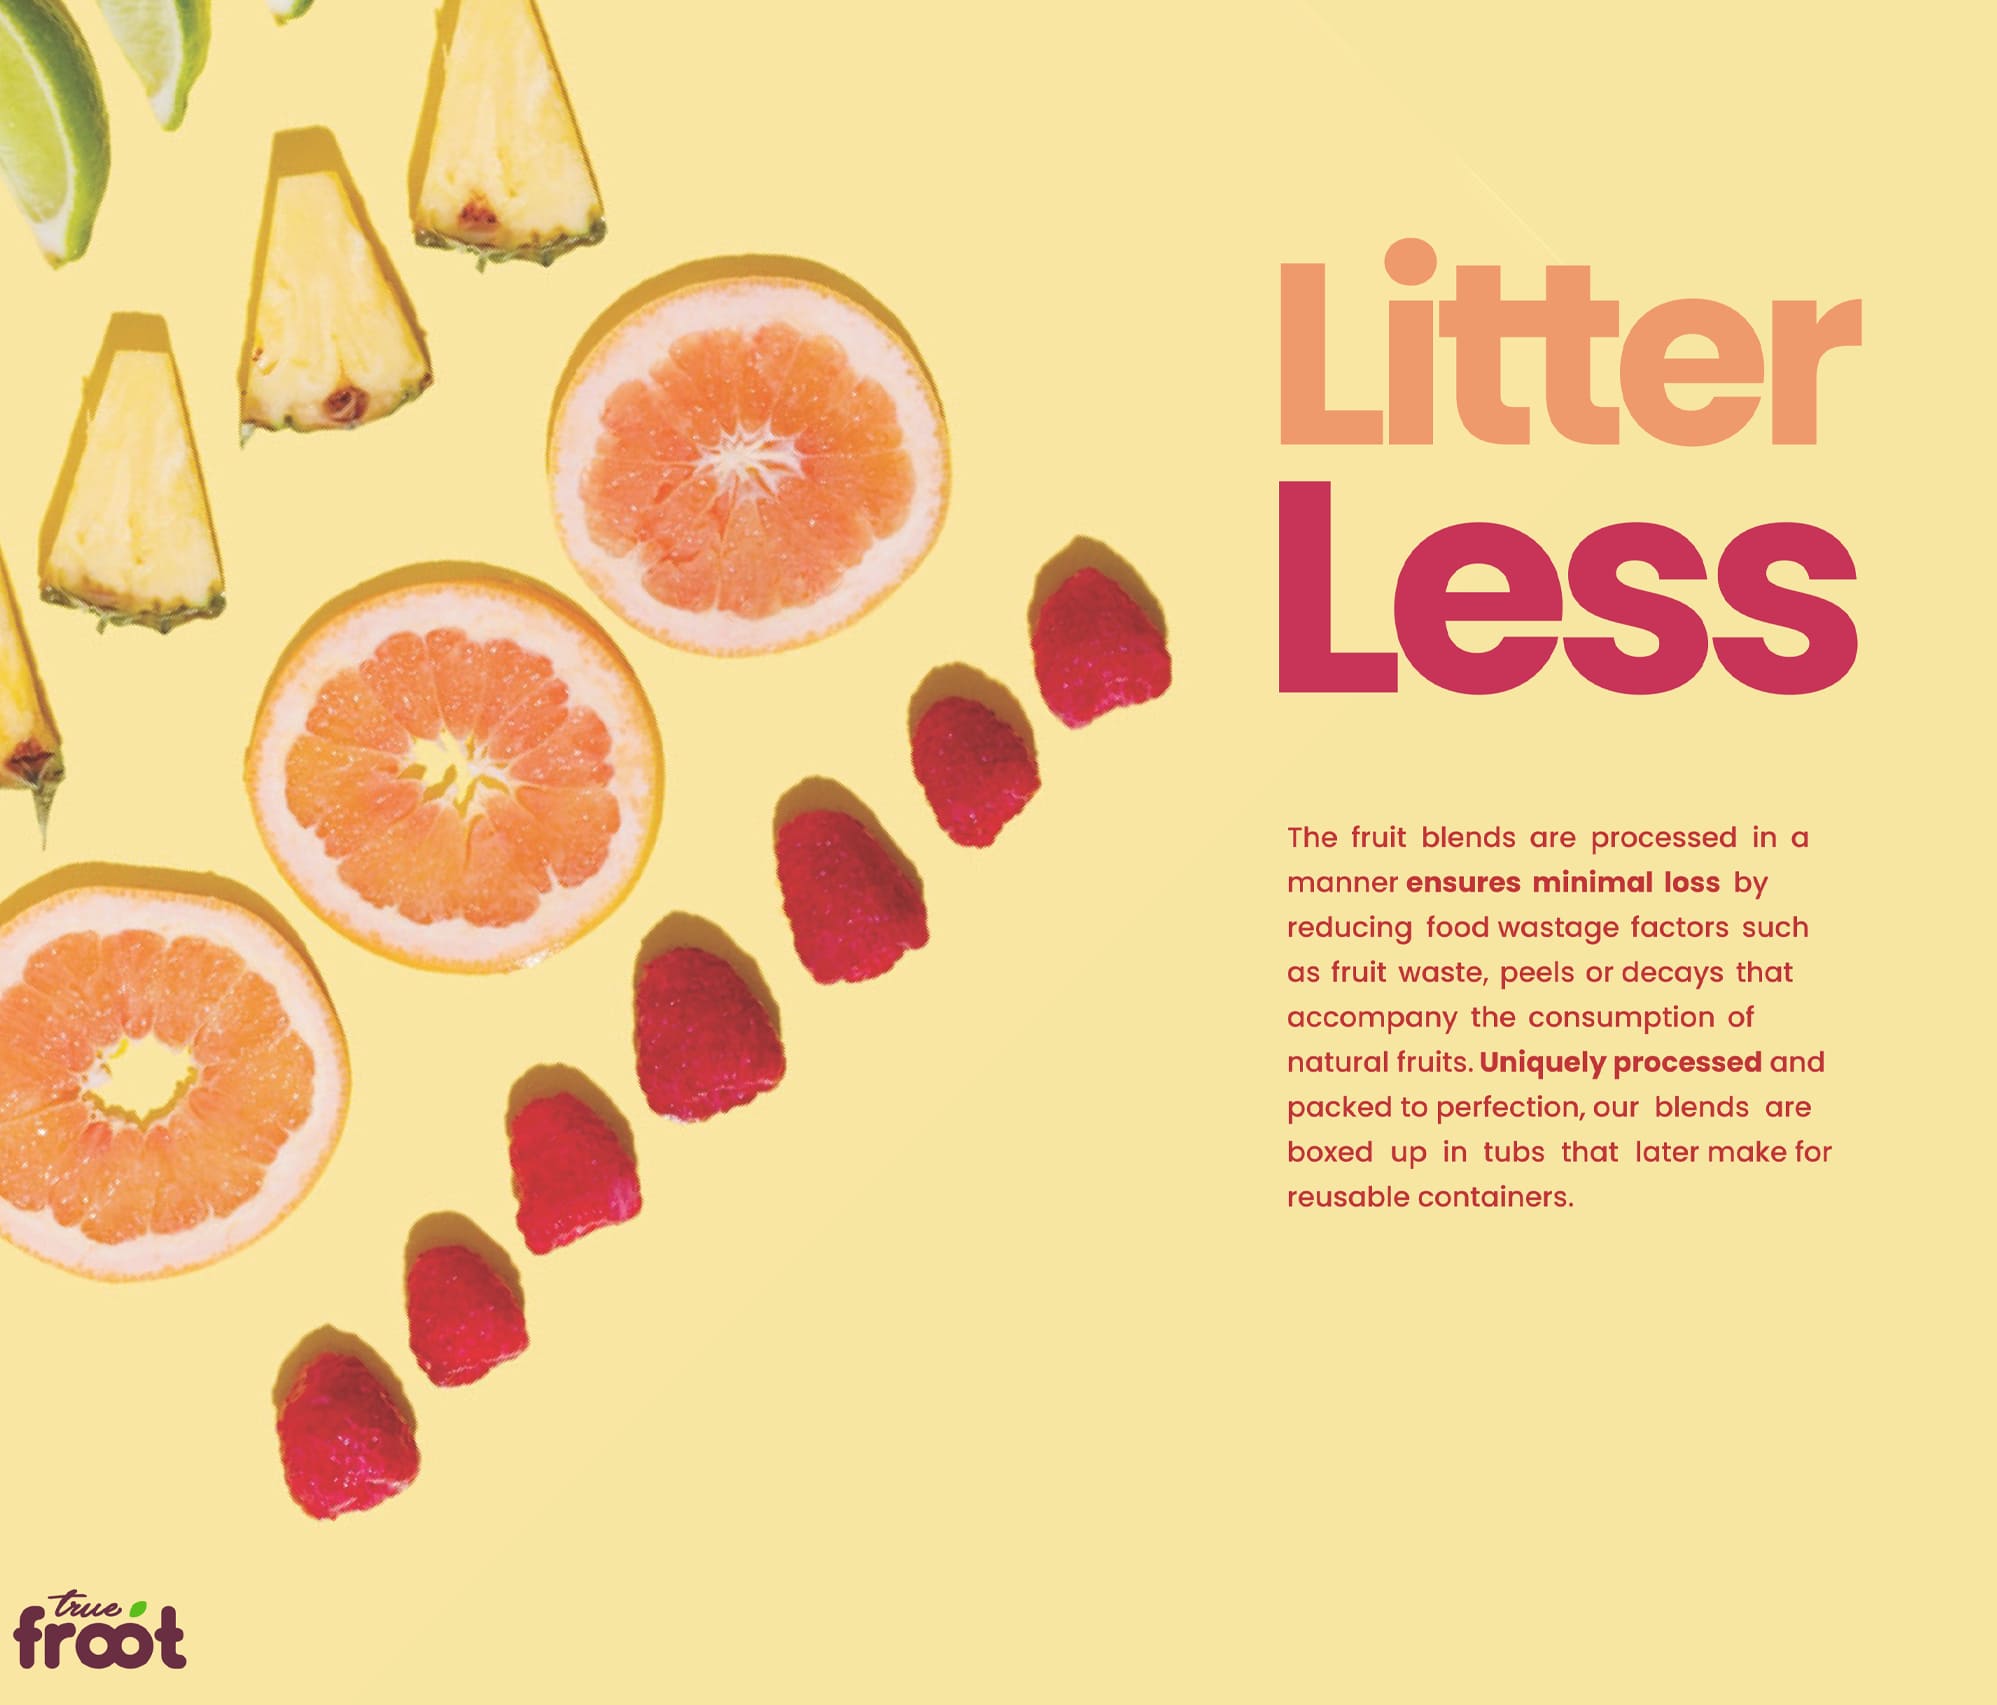 Litter
Less
The fruit blends are processed in a
manner ensures minimal loss by
reducing food wastage factors such
as fruit waste, peels or decays that
accompany the consumption of
natural fruits. Uniquely processed and
packed to perfection, our blends are
boxed up in tubs that later make for
reusable containers.
true
froot